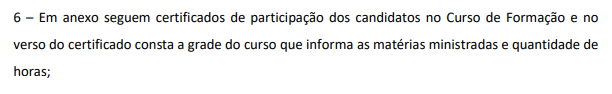 6 – Em anexo seguem certificados de participação dos candidatos no Curso de Formação e no
verso do certificado consta a grade do curso que informa as matérias ministradas e quantidade de
horas;